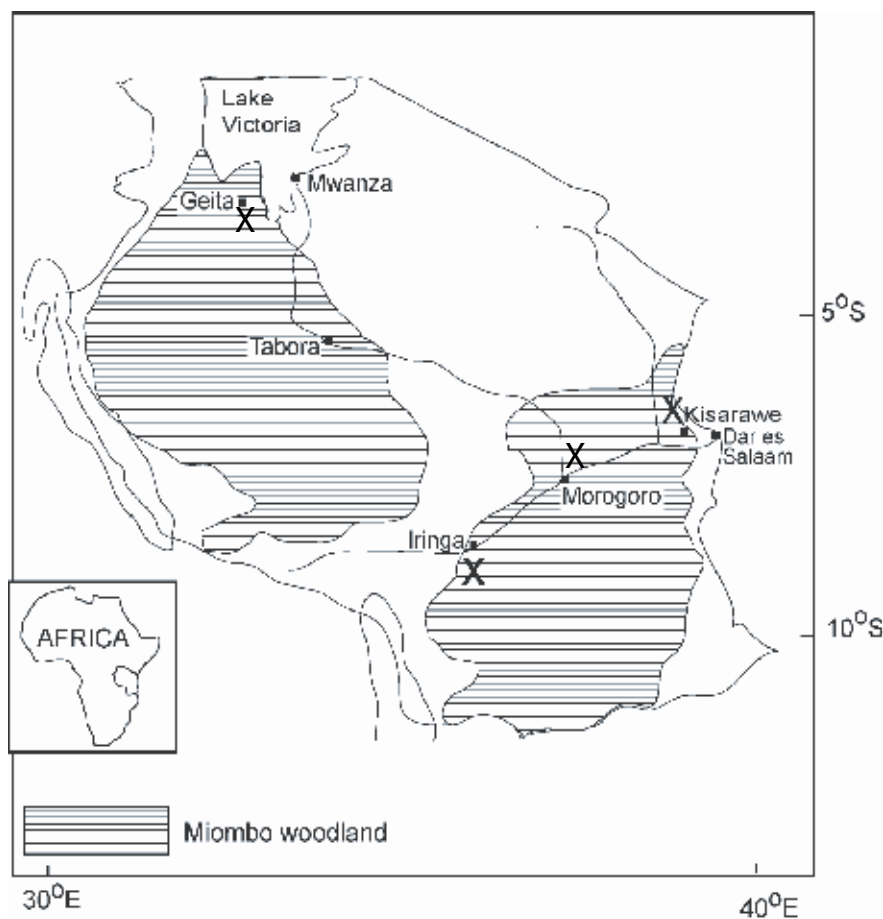 Lake
Victoria
Mwanza
Geita
X
5°S
Tabora
X
Kisarawe
Dar es
Salaam
X
Morogoro
Iringa
X
AFRICA
10°S
Miombo woodland
30°E
40°E